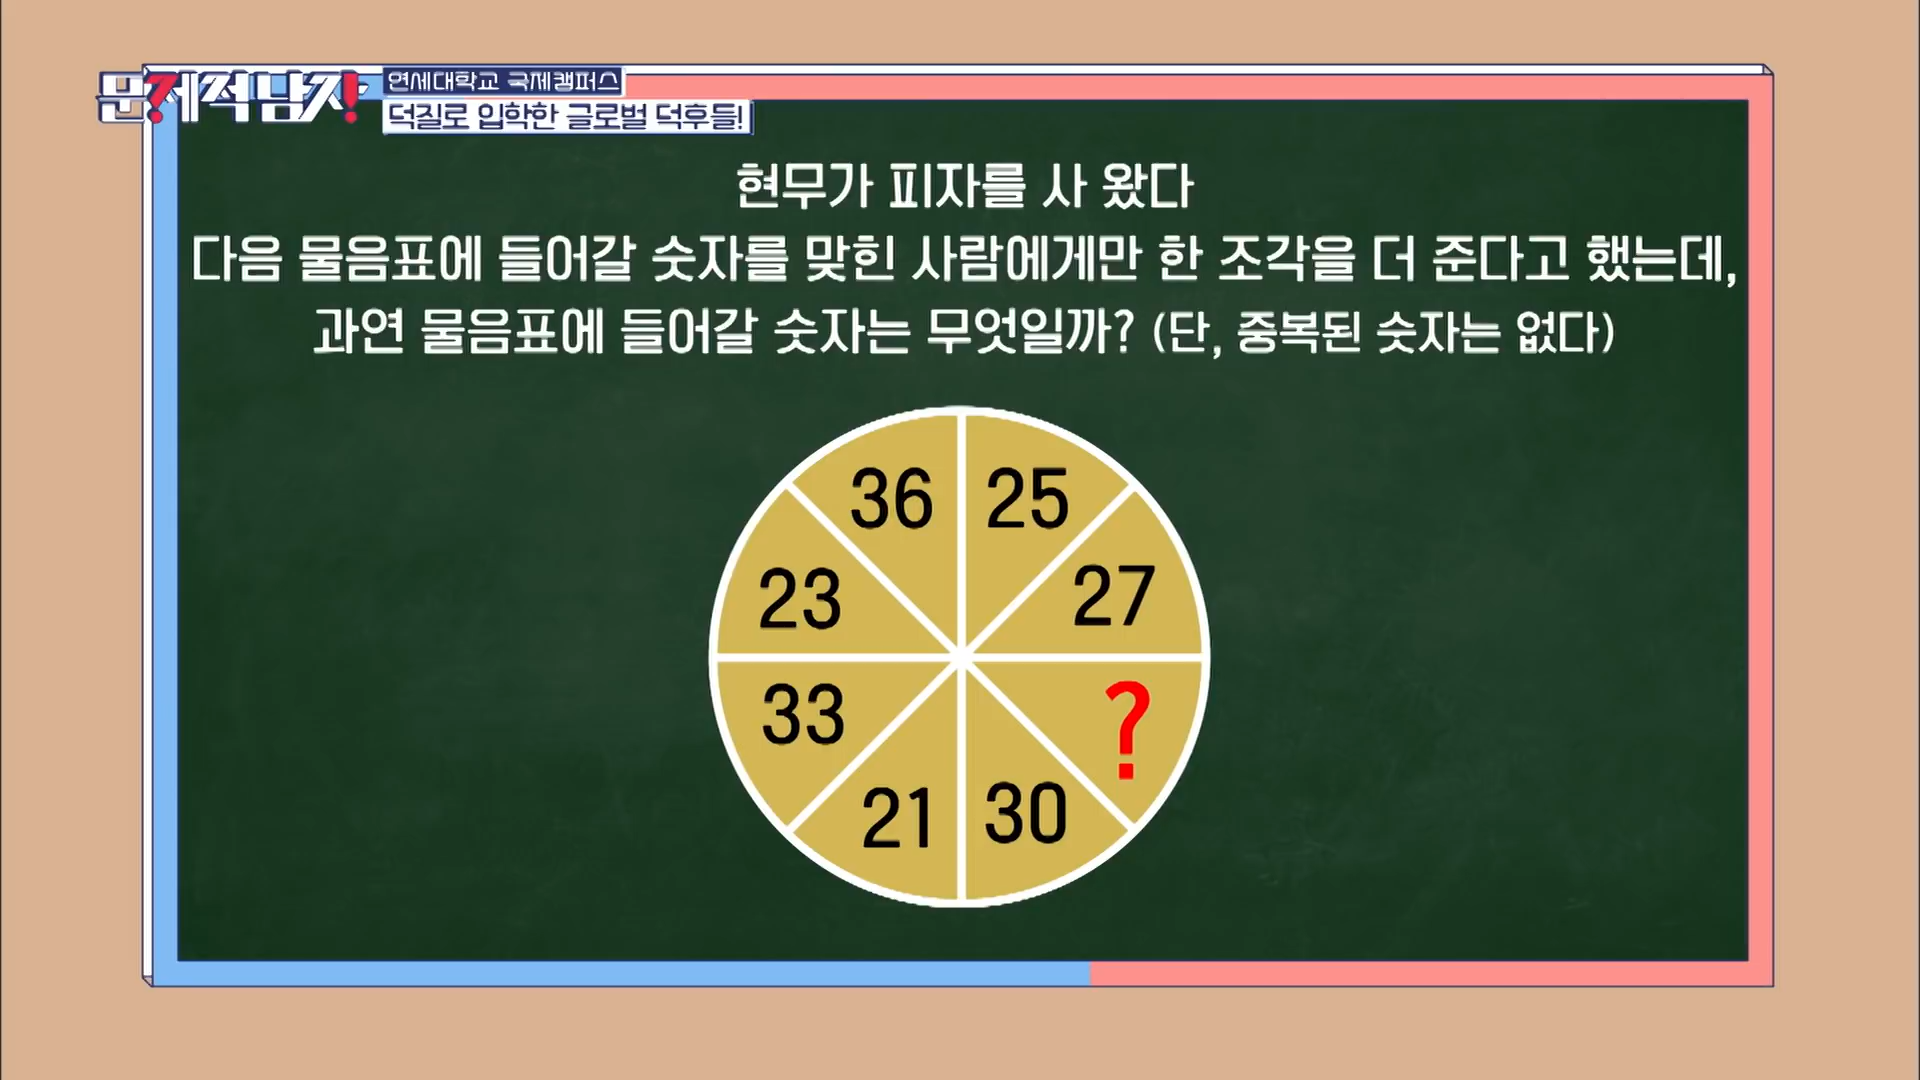 문제적남자
연세대학교 국제캠퍼스
덕질로 입학한 글로벌 덕후들!
현무가 피자를 사 왔다
다음 물음표에 들어갈 숫자를 맞힌 사람에게만 한 조각을 더 준다고 했는데,
과연 물음표에 들어갈 숫자는 무엇일까? (단, 중복된 숫자는 없다)
36 25
23 27
33 ?
21 30